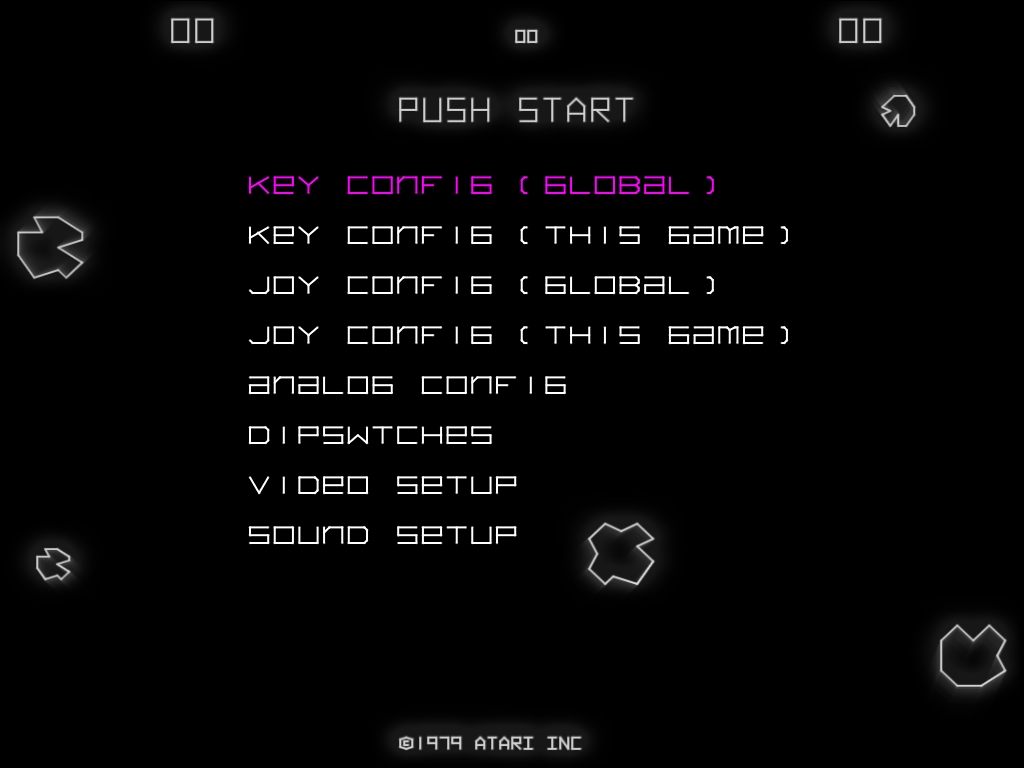 00 00 00
PUSH START
KEY CONFIG (GLOBAL)
KEY CONFIG (THIS GAME)
JOY CONFIG (GLOBAL)
JOY CONFIG (THIS GAME)
ANALOG CONFIG
DIPSWTCHES
VIDEO SETUP
SOUND SETUP
©1979 ATARI INC